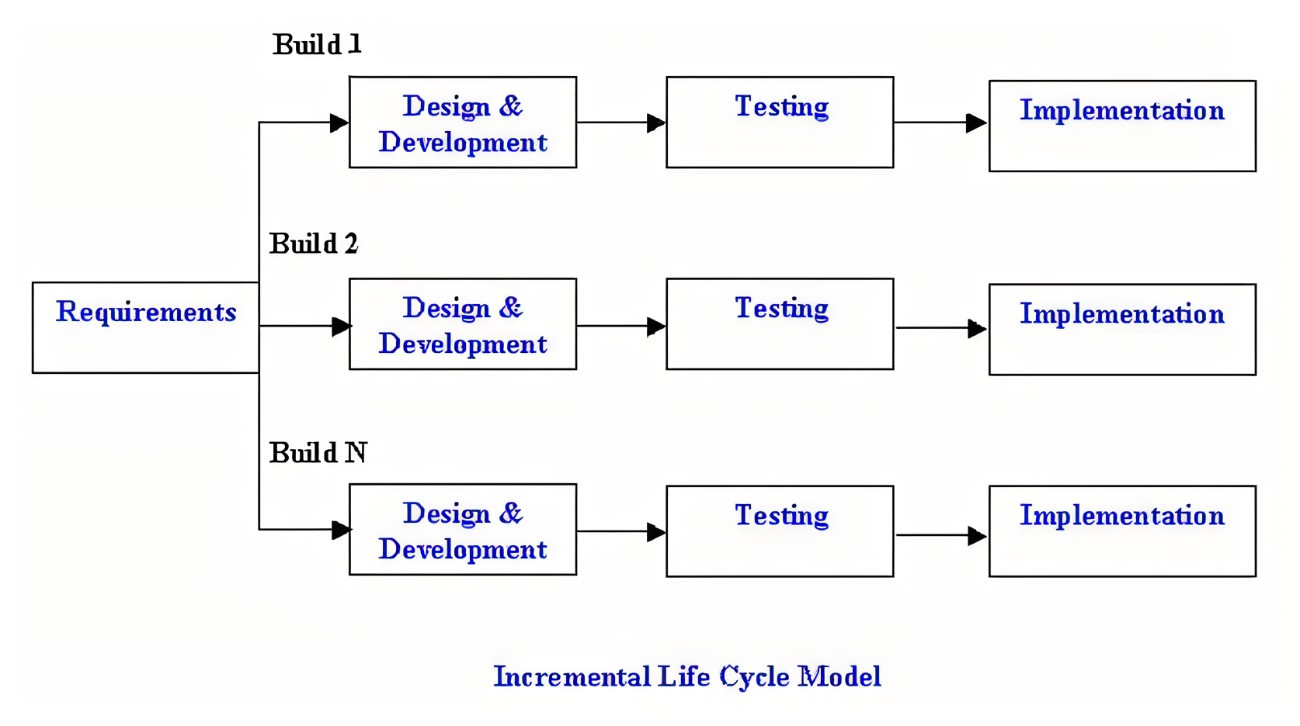 Build 1
Design &
Development
Testing
Implementation
Build 2
Requirements
Design &
Development
Testing
Implementation
Build N
Design &
Development
Testing
Implementation
Incremental Life Cycle Model